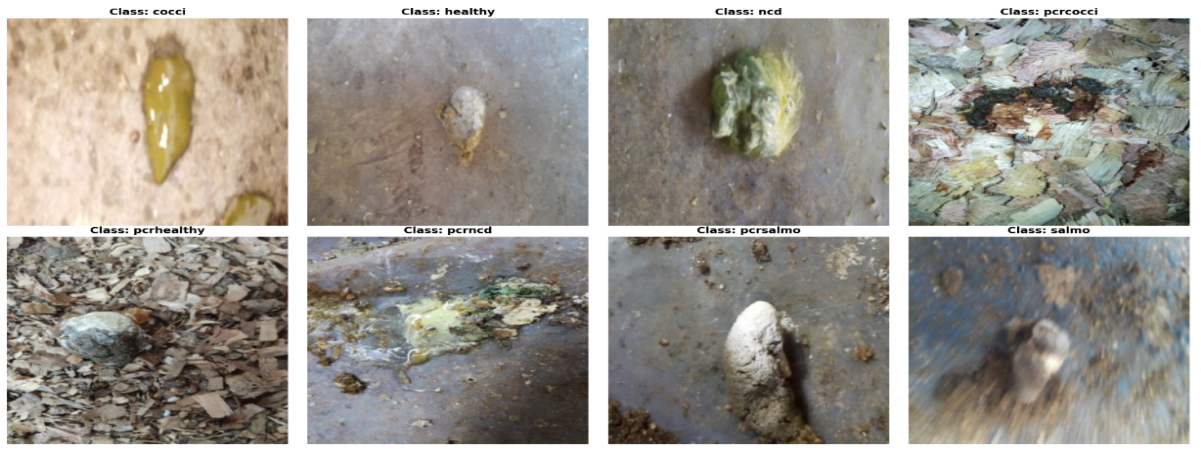 Class: cocci
Class: healthy
Class: ncd
Class: pcrcocci
Class: pcrhealthy
Class: pcrncd
Class: pcrsalmo
Class: salmo